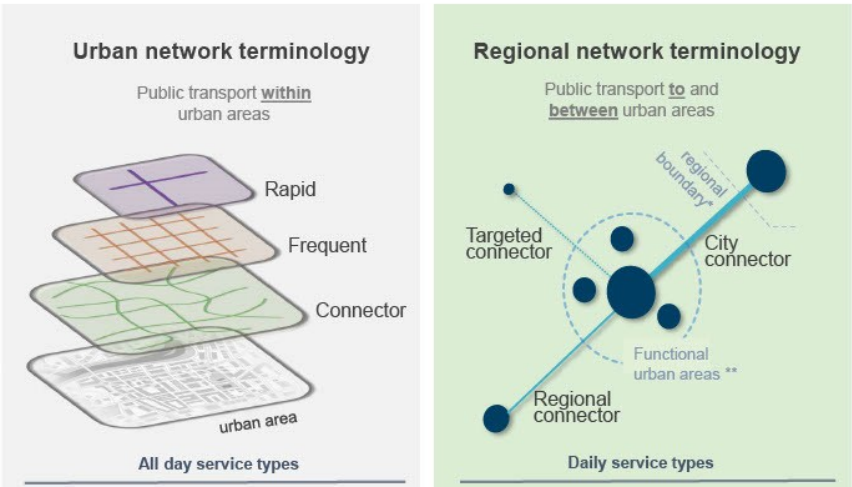 Urban network terminology
Public transport within
urban areas
Rapid
Frequent
Connector
urban area
All day service types
Regional network terminology
Public transport to and
between urban areas
regional
boundary*
Targeted
connector
City
connector
Functional
urban areas **
Regional
connector
Daily service types